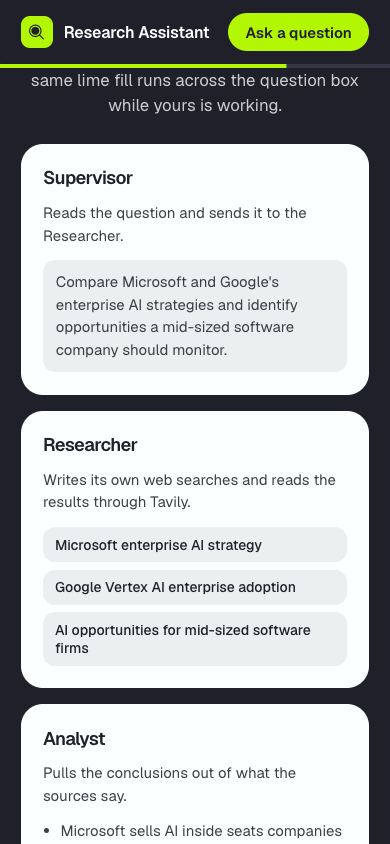 Research Assistant
Ask a question
same lime fill runs across the question box
while yours is working.
Supervisor
Reads the question and sends it to the
Researcher.
Compare Microsoft and Google's
enterprise AI strategies and identify
opportunities a mid-sized software
company should monitor.
Researcher
Writes its own web searches and reads the
results through Tavily.
Microsoft enterprise AI strategy
Google Vertex AI enterprise adoption
AI opportunities for mid-sized software
firms
Analyst
Pulls the conclusions out of what the
sources say.
• Microsoft sells AI inside seats companies